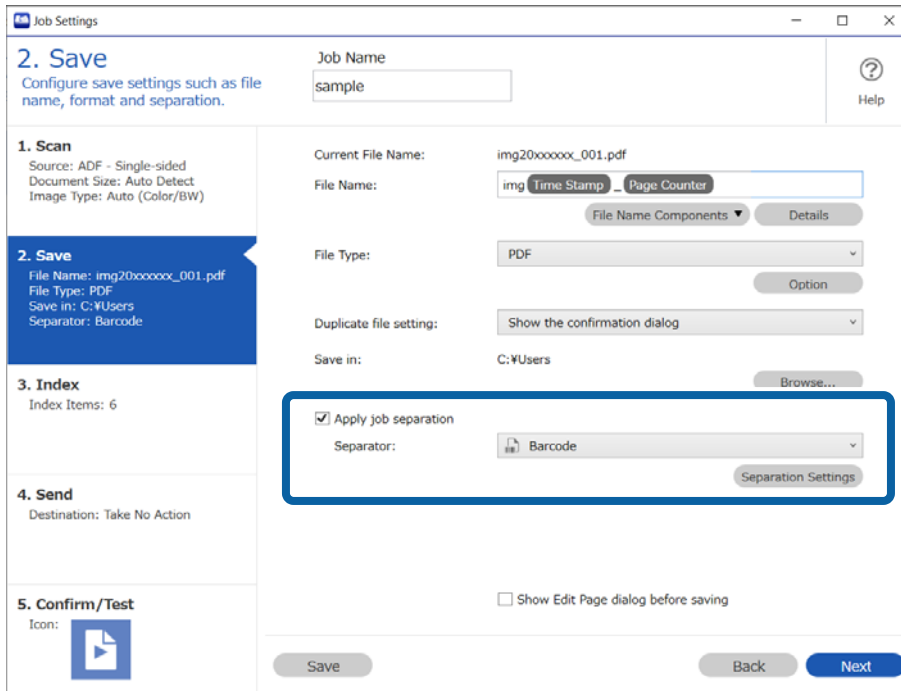 Job Settings
2. Save
Configure save settings such as file
name, format and separation.
Job Name
sample
Help
1. Scan
Source: ADF - Single-sided
Document Size: Auto Detect
Image Type: Auto (Color/BW)
2. Save
File Name: img20xxxxxx_001.pdf
File Type: PDF
Save in: C:¥Users
Separator: Barcode
3. Index
Index Items: 6
4. Send
Destination: Take No Action
5. Confirm/Test
Icon:
Current File Name: img20xxxxxx_001.pdf
File Name: img Time Stamp _ Page Counter
File Name Components ▼ Details
File Type: PDF
Option
Duplicate file setting: Show the confirmation dialog
Save in: C:¥Users
Browse...
Apply job separation
Separator: Barcode
Separation Settings
Show Edit Page dialog before saving
Save Back Next